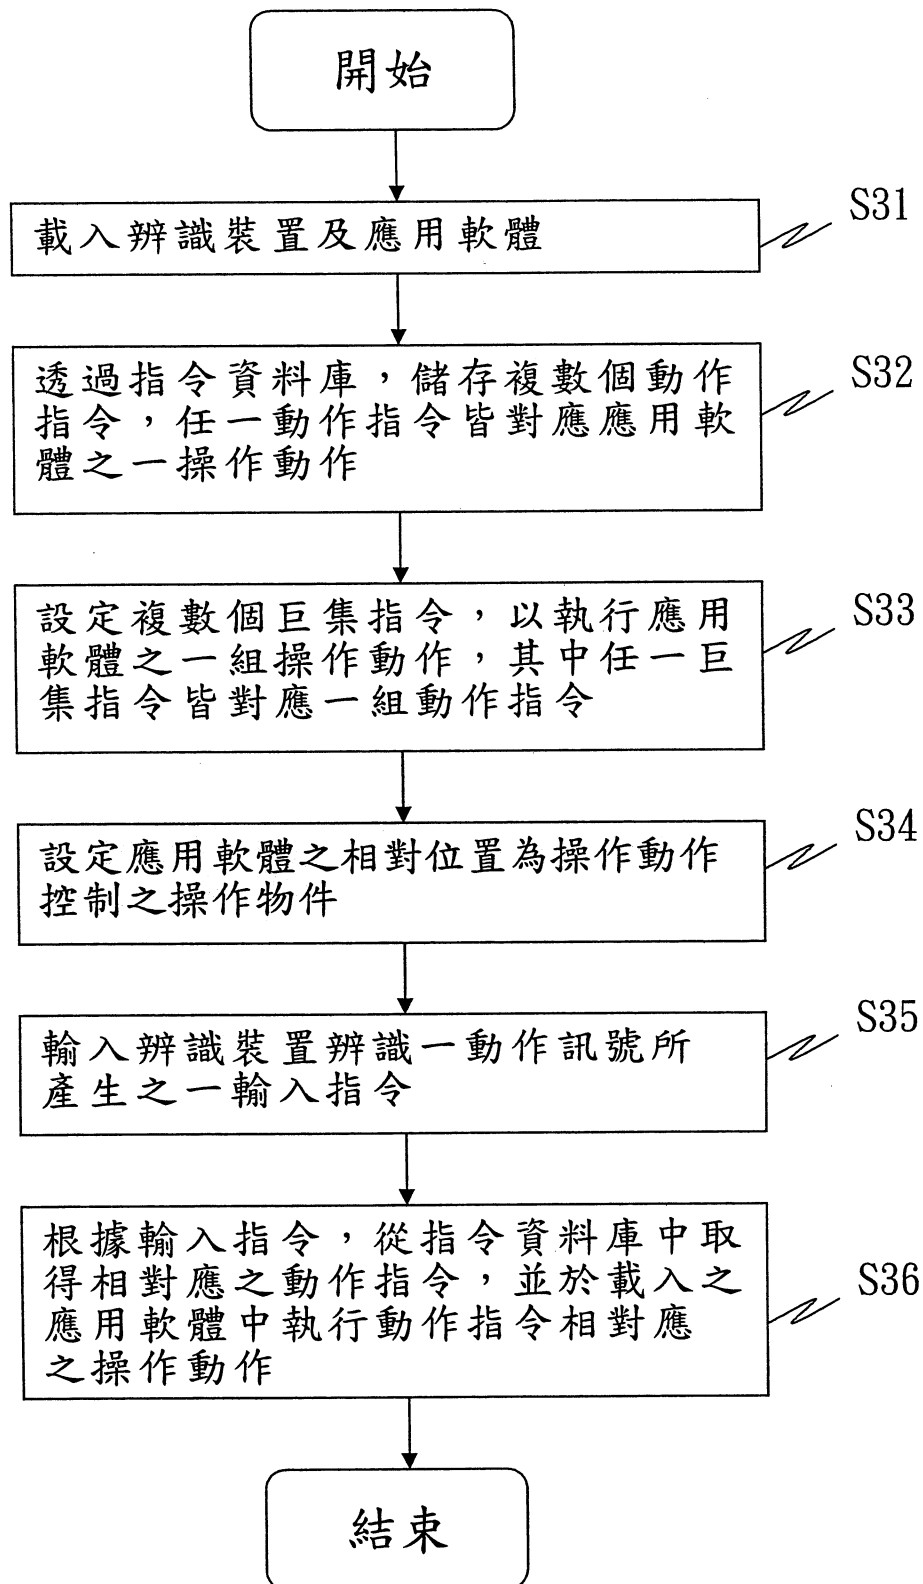 開始
載入辨識裝置及應用軟體
S31
透過指令資料庫，儲存複數個動作
指令，任一動作指令皆對應應用軟
體之一操作動作
S32
設定複數個巨集指令，以執行應用
軟體之一組操作動作，其中任一巨
集指令皆對應一組動作指令
S33
設定應用軟體之相對位置為操作動作
控制之操作物件
S34
輸入辨識裝置辨識一動作訊號所
產生之一輸入指令
S35
根據輸入指令，從指令資料庫中取
得相對應之動作指令，並於載入之
應用軟體中執行動作指令相對應
之操作動作
S36
結束